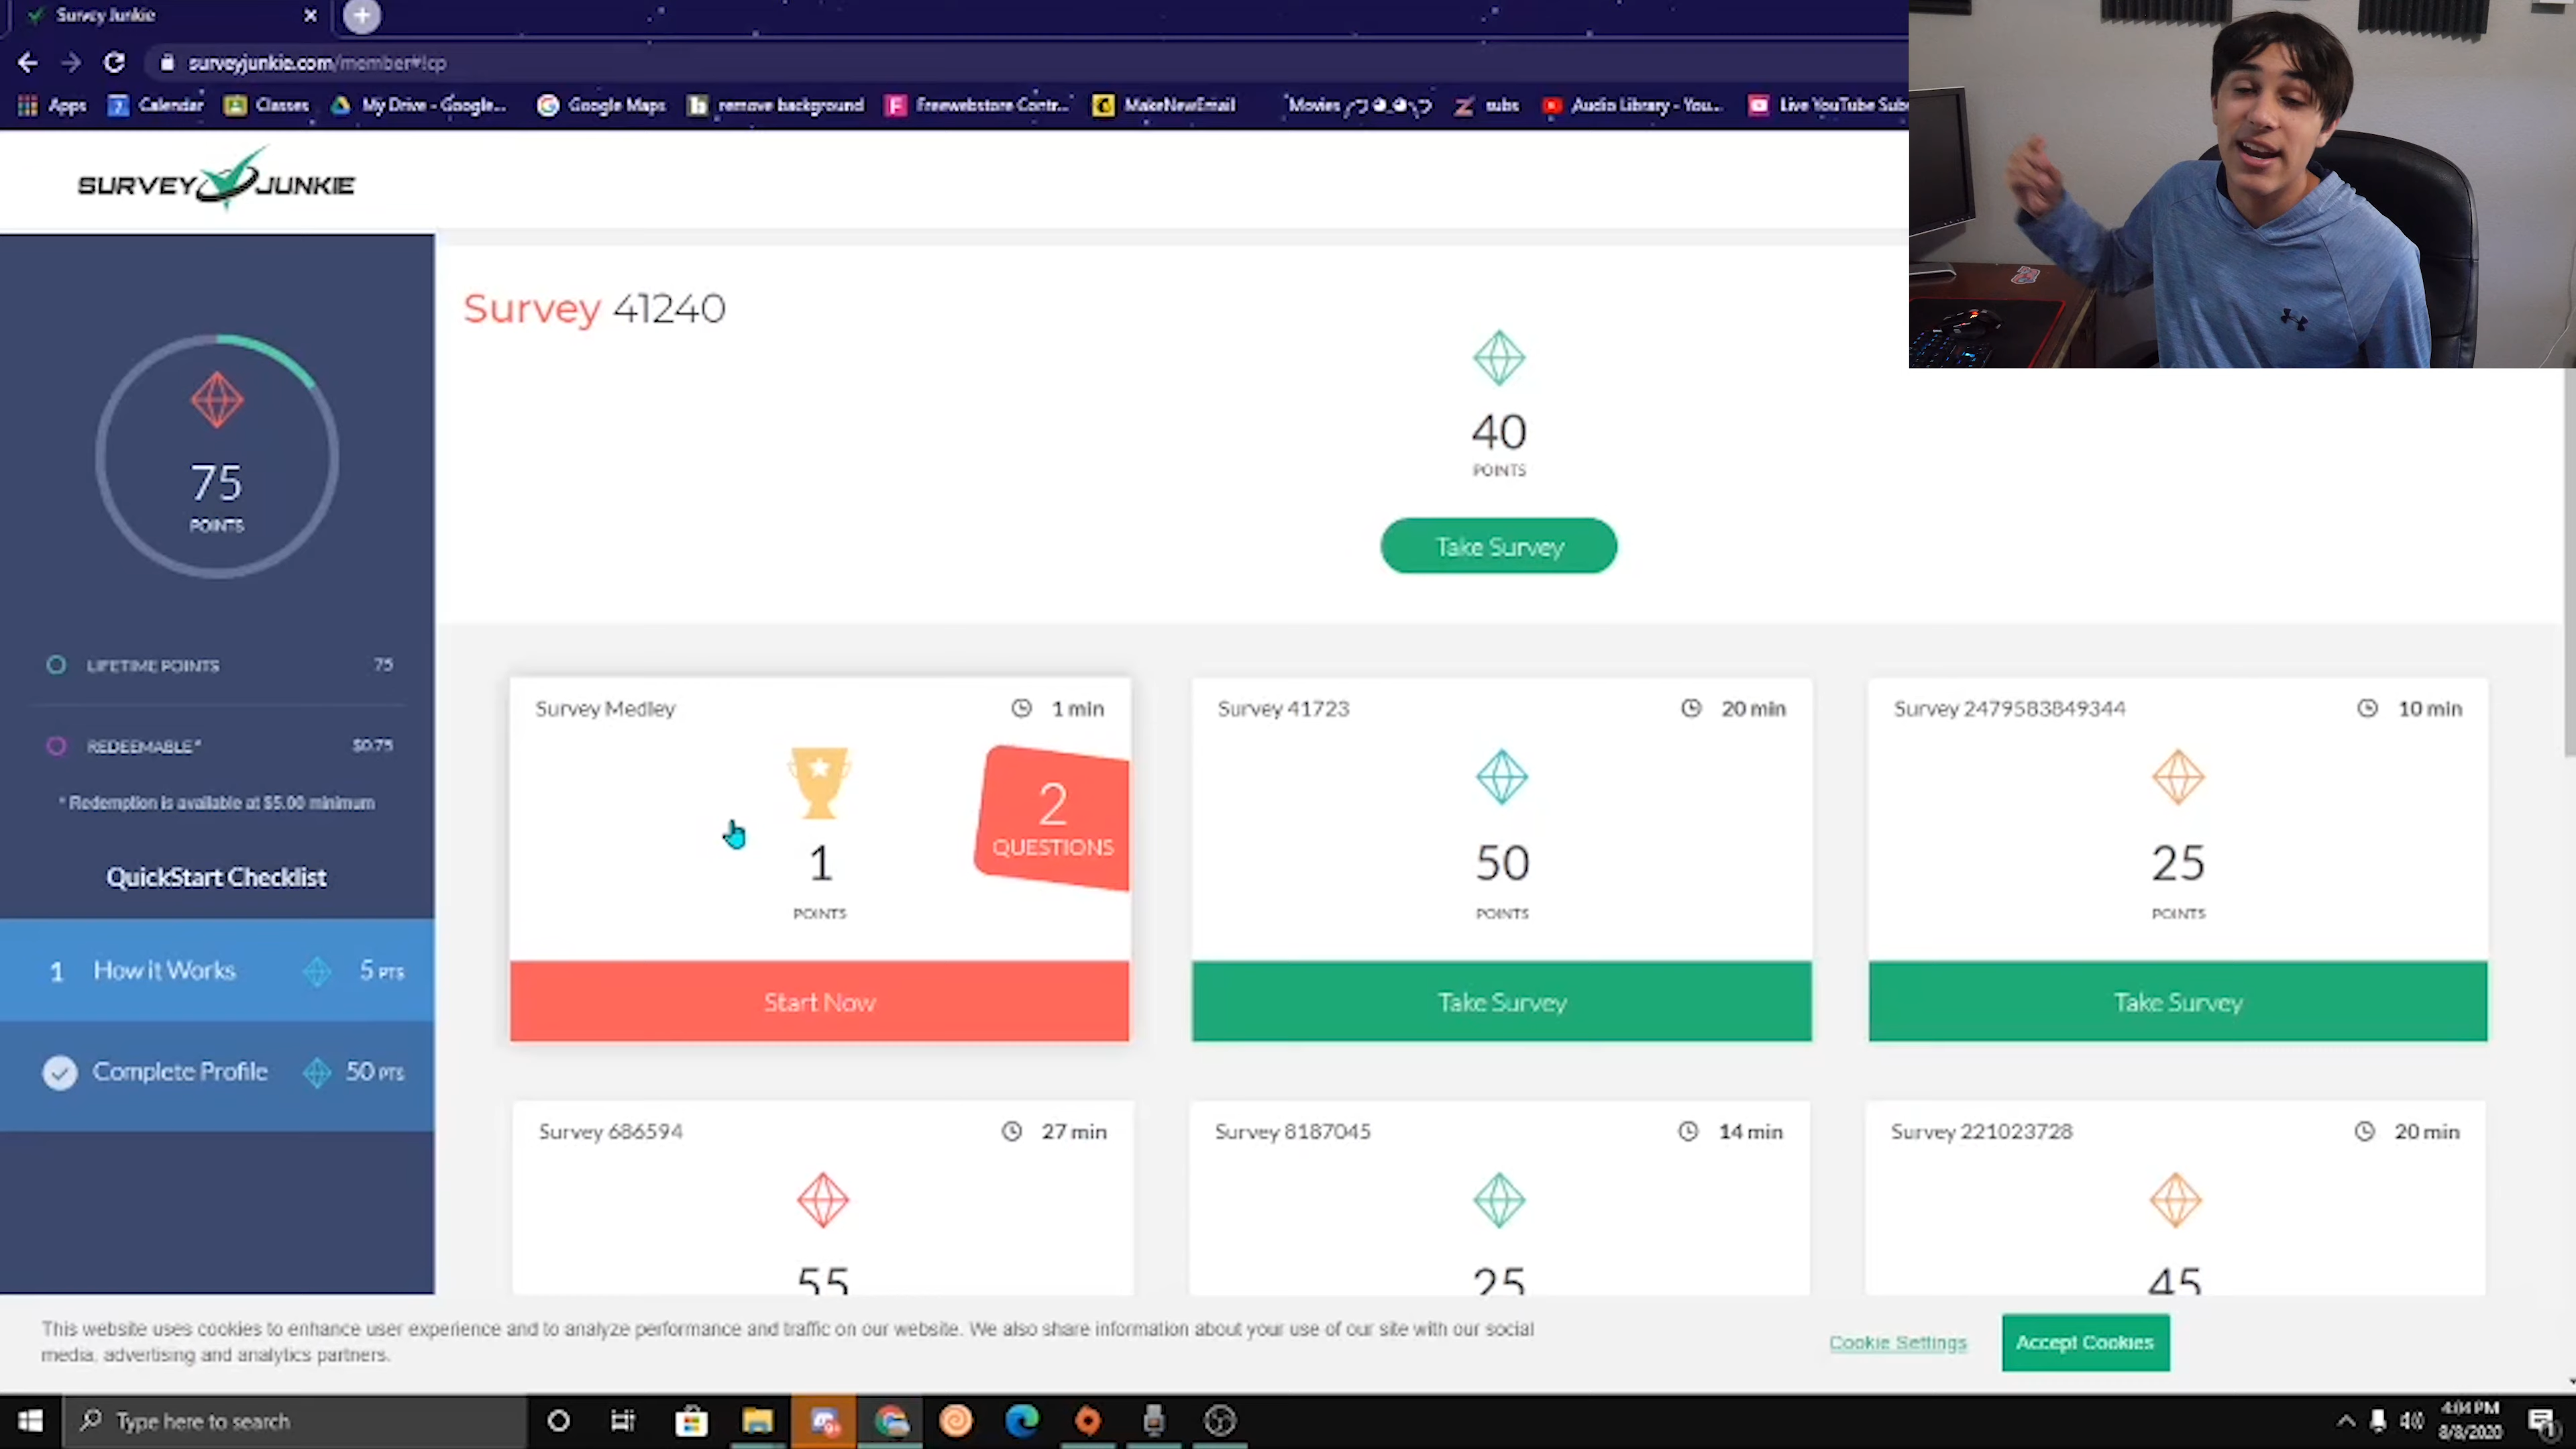 Survey Junkie
surveyjunkie.com/member#!cp
Apps Calendar Classes My Drive - Google... Google Maps remove background Freewebstore Contr... MakeNewEmail Movies subs Audio Library - You... Live YouTube Subs
SURVEY JUNKIE
Survey 41240
40
POINTS
Take Survey
75
POINTS
LIFETIME POINTS 75
REDEEMABLE* $0.75
* Redemption is available at $5.00 minimum
QuickStart Checklist
1 How it Works 5 PTS
Complete Profile 50 PTS
Survey Medley 1 min
2
QUESTIONS
1
POINTS
Start Now
Survey 41723 20 min
50
POINTS
Take Survey
Survey 2479583849344 10 min
25
POINTS
Take Survey
Survey 686594 27 min
55
Survey 8187045 14 min
25
Survey 221023728 20 min
45
This website uses cookies to enhance user experience and to analyze performance and traffic on our website. We also share information about your use of our site with our social
media, advertising and analytics partners.
Cookie Settings
Accept Cookies
Type here to search
4:04 PM
8/8/2020